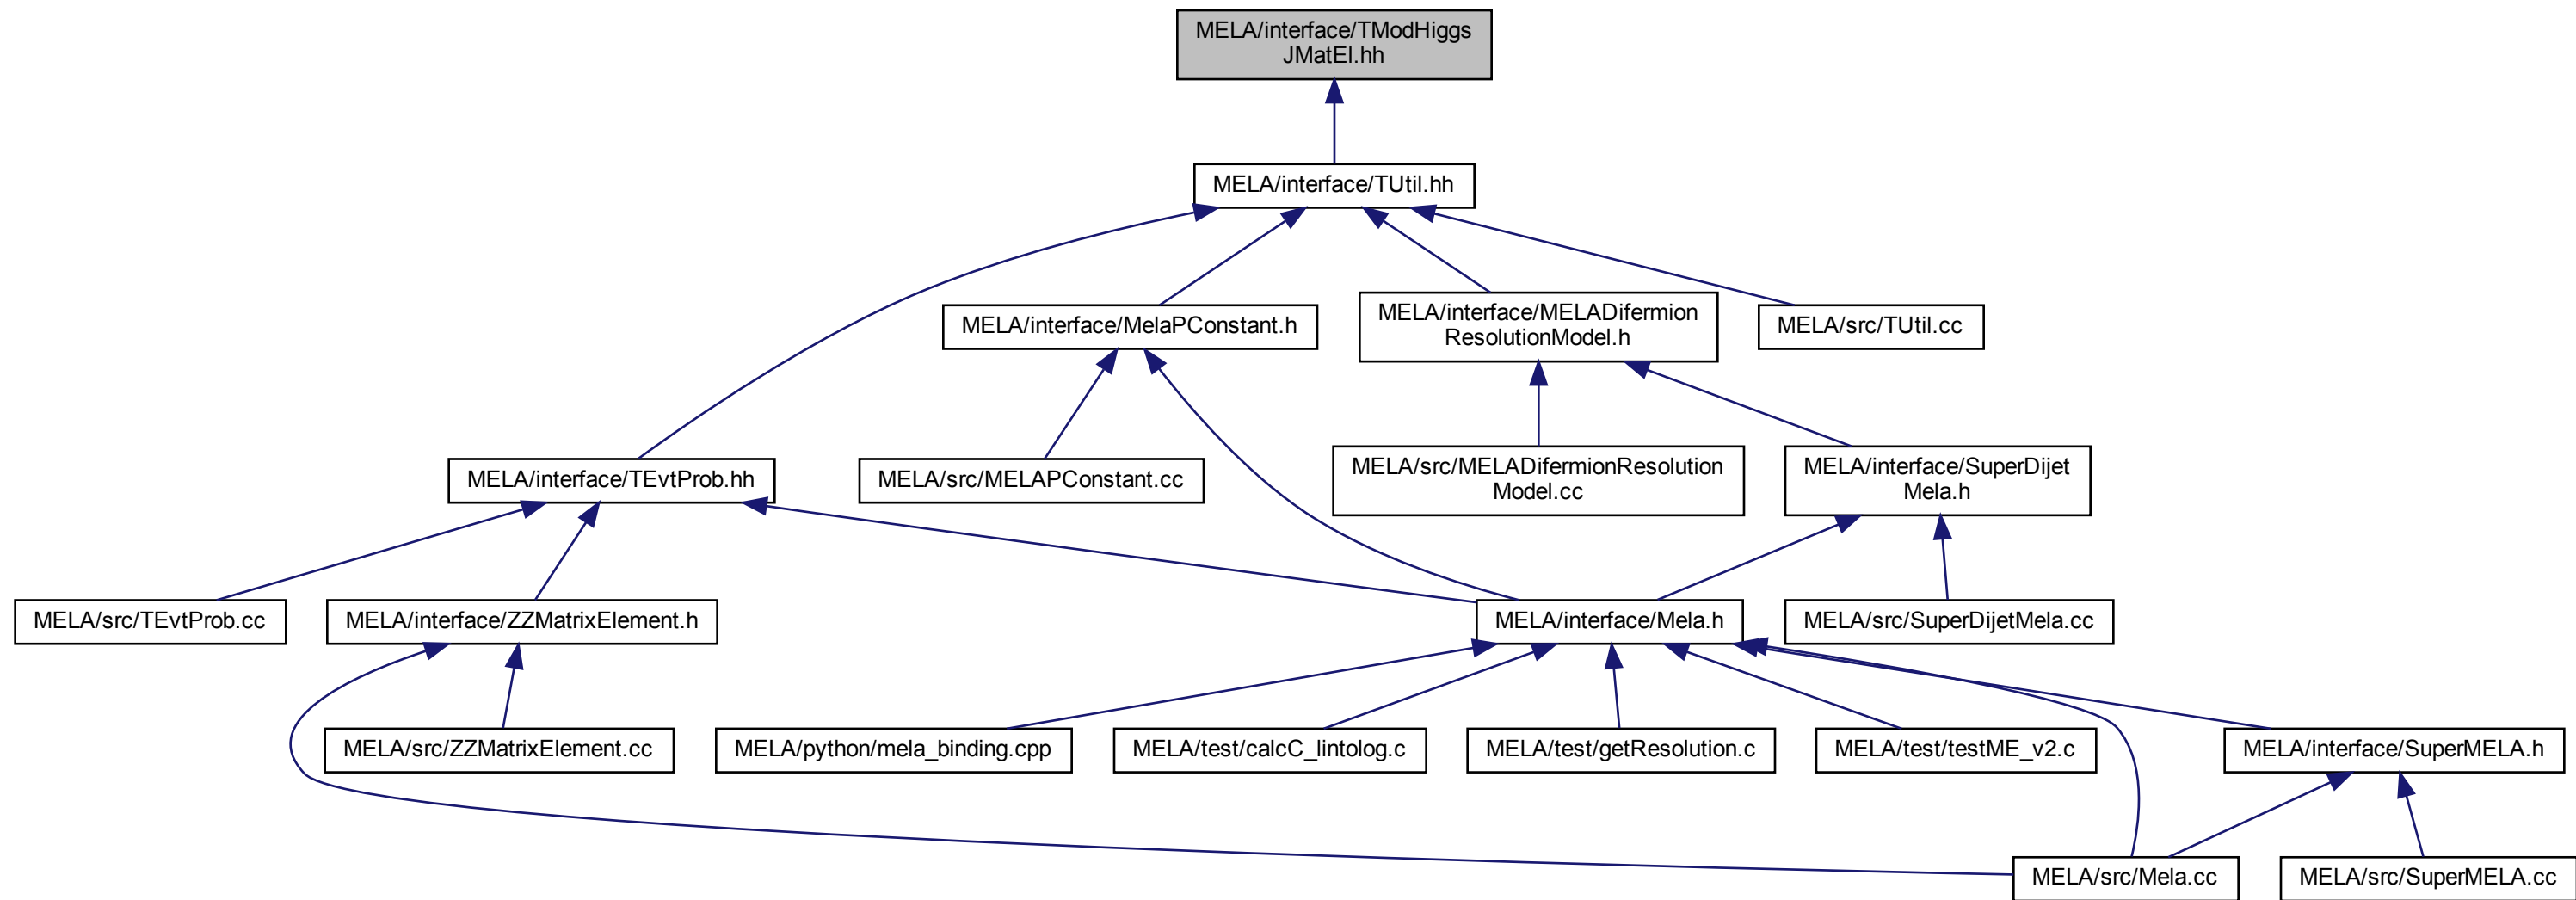 MELA/interface/TModHiggs
JMatEl.hh
MELA/interface/TUtil.hh
MELA/interface/MelaPConstant.h
MELA/interface/MELADifermion
ResolutionModel.h
MELA/src/TUtil.cc
MELA/interface/TEvtProb.hh
MELA/src/MELAPConstant.cc
MELA/src/MELADifermionResolution
Model.cc
MELA/interface/SuperDijet
Mela.h
MELA/src/TEvtProb.cc
MELA/interface/ZZMatrixElement.h
MELA/interface/Mela.h
MELA/src/SuperDijetMela.cc
MELA/src/ZZMatrixElement.cc
MELA/python/mela_binding.cpp
MELA/test/calcC_lintolog.c
MELA/test/getResolution.c
MELA/test/testME_v2.c
MELA/interface/SuperMELA.h
MELA/src/Mela.cc
MELA/src/SuperMELA.cc